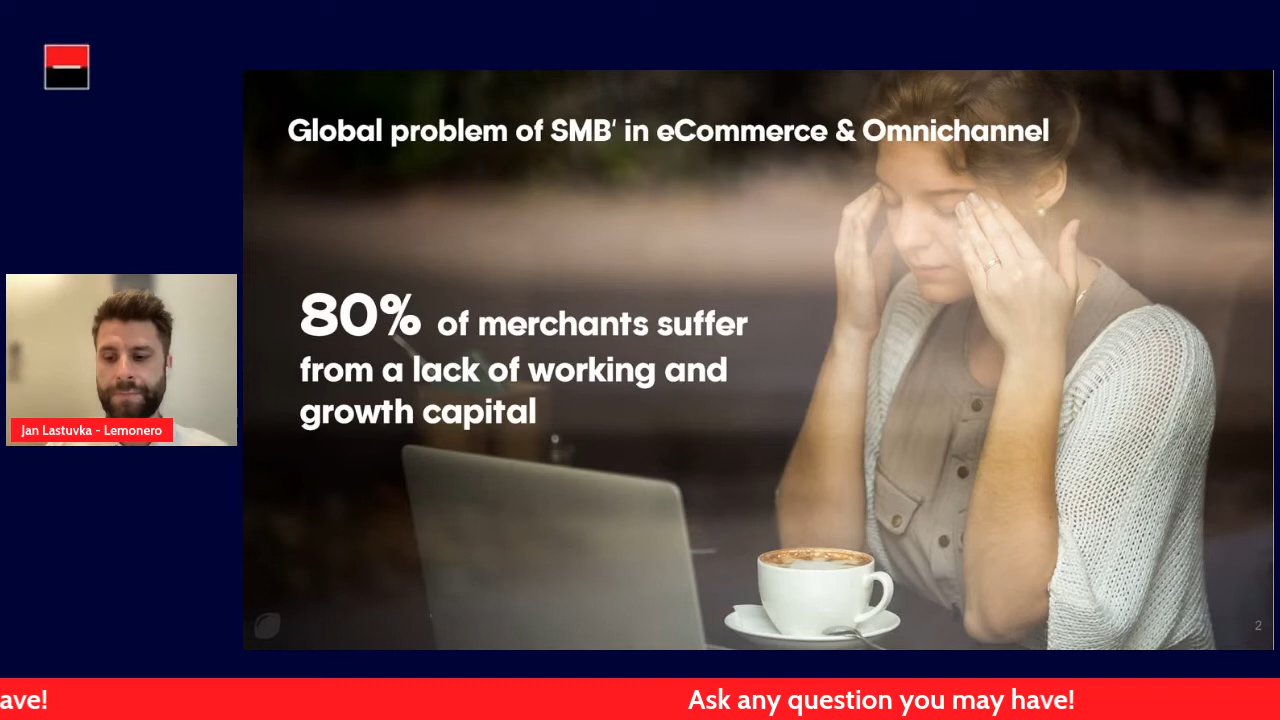 Global problem of SMB' in eCommerce & Omnichannel
80% of merchants suffer
from a lack of working and
growth capital
Jan Lastuvka - Lemonero
2
ave!
Ask any question you may have!